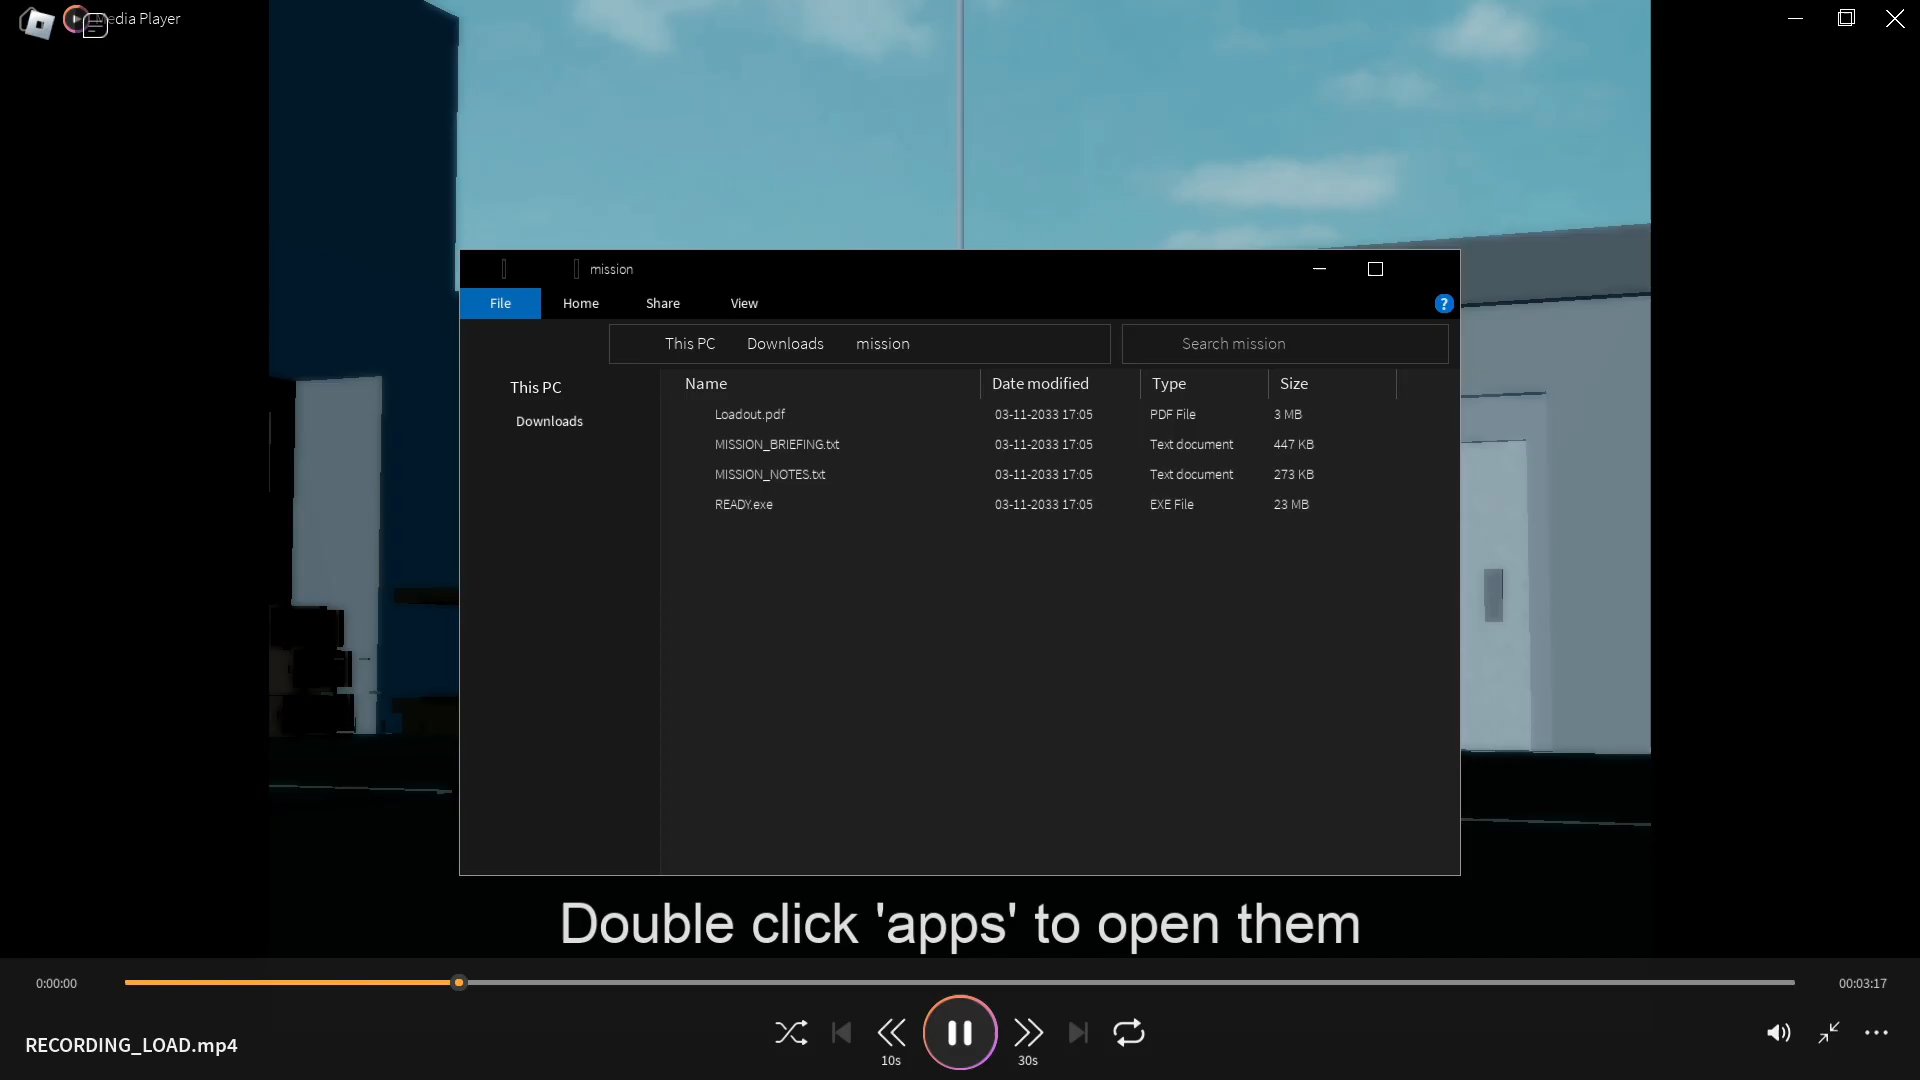 Media Player
mission
File Home Share View ?
This PC Downloads mission Search mission
This PC
Downloads
Name Date modified Type Size
Loadout.pdf 03-11-2033 17:05 PDF File 3 MB
MISSION_BRIEFING.txt 03-11-2033 17:05 Text document 447 KB
MISSION_NOTES.txt 03-11-2033 17:05 Text document 273 KB
READY.exe 03-11-2033 17:05 EXE File 23 MB
Double click 'apps' to open them
0:00:00 00:03:17
RECORDING_LOAD.mp4
10s 30s